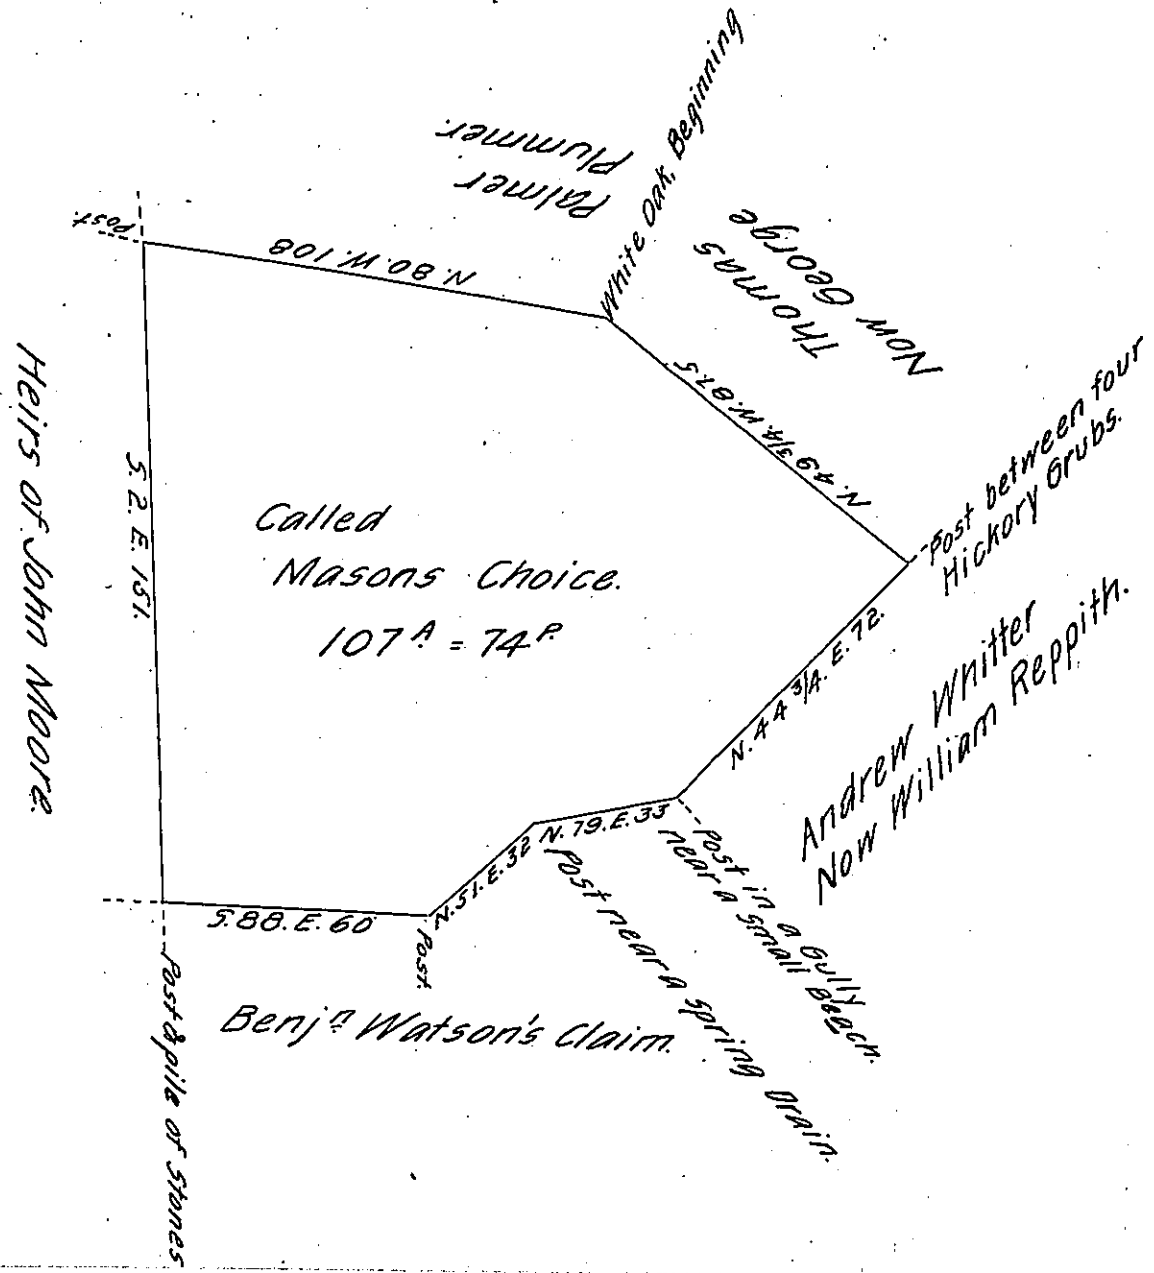 White Oak, Beginning
Palmer
Plummer.
Thomas
Now George
Post.
N. 80. W. 108
N. 49 3/4. W. 87.5
Post between four
Hickory Grubs.
Heirs of John Moore.
S. 2. E. 151.
Called
Masons Choice.
107 A. = 74 P.
N. 44 3/4. E. 72.
Andrew Whitter
Now William Reppith.
N. 79. E. 33
Post in a Gully
near a small Beach.
N. 51. E. 32
Post near a Spring Drain.
S. 88. E. 60
Post.
Benjn Watson's Claim.
Post & pile of Stones